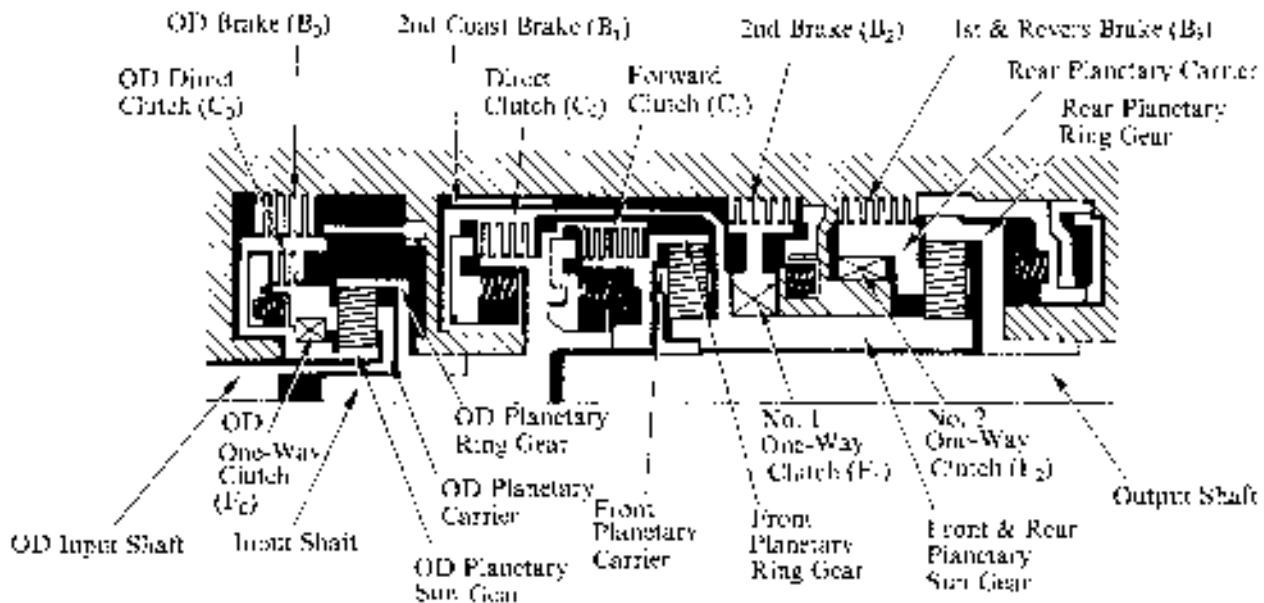 OD Brake (B0)
2nd Coast Brake (B1)
2nd Brake (B2)
1st & Revers Brake (B3)
OD Direct
Clutch (C0)
Direct
Clutch (C2)
Forward
Clutch (C1)
Rear Planetary Carrier
Rear Planetary
Ring Gear
OD
One-Way
Clutch
(F0)
OD Planetary
Ring Gear
No. 1
One-Way
Clutch (F1)
No. 2
One-Way
Clutch (F2)
OD Input Shaft
Input Shaft
OD Planetary
Carrier
OD Planetary
Sun Gear
Front
Planetary
Carrier
Front
Planetary
Ring Gear
Front & Rear
Planetary
Sun Gear
Output Shaft